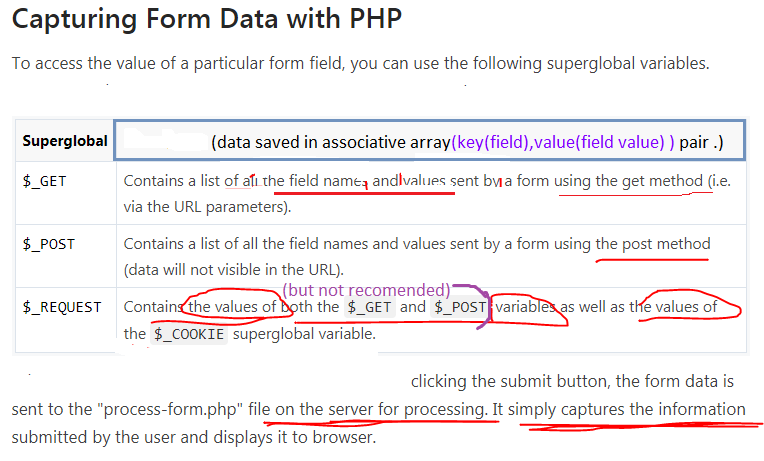 Capturing Form Data with PHP
To access the value of a particular form field, you can use the following superglobal variables.
Superglobal (data saved in associative array(key(field),value(field value) ) pair .)
$_GET Contains a list of all the field names and values sent by a form using the get method (i.e.
via the URL parameters).
$_POST Contains a list of all the field names and values sent by a form using the post method
(data will not visible in the URL).
(but not recomended)
$_REQUEST Contains the values of both the $_GET and $_POST variables as well as the values of
the $_COOKIE superglobal variable.
clicking the submit button, the form data is
sent to the "process-form.php" file on the server for processing. It simply captures the information
submitted by the user and displays it to browser.